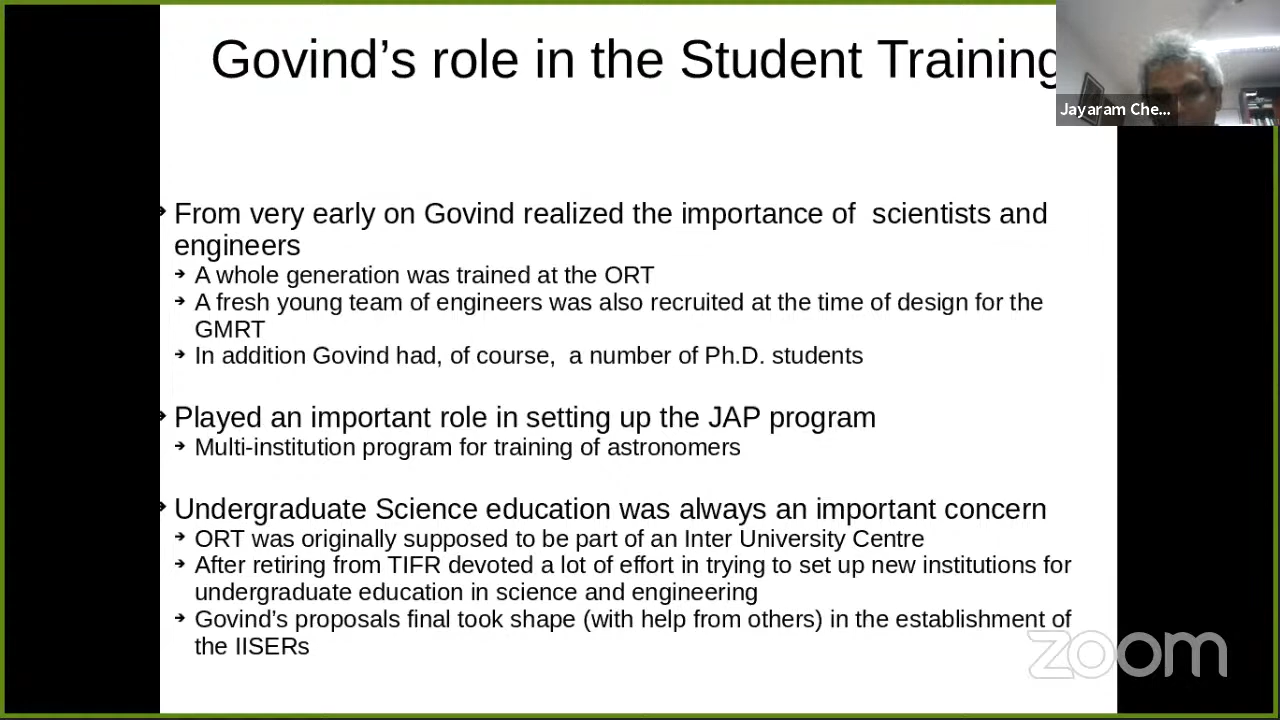 Govind’s role in the Student Training
Jayaram Che...
➔ From very early on Govind realized the importance of  scientists and
engineers
➔ A whole generation was trained at the ORT
➔ A fresh young team of engineers was also recruited at the time of design for the
GMRT
➔ In addition Govind had, of course,  a number of Ph.D. students
➔ Played an important role in setting up the JAP program
➔ Multi-institution program for training of astronomers
➔ Undergraduate Science education was always an important concern
➔ ORT was originally supposed to be part of an Inter University Centre
➔ After retiring from TIFR devoted a lot of effort in trying to set up new institutions for
undergraduate education in science and engineering
➔ Govind’s proposals final took shape (with help from others) in the establishment of
the IISERs
zoom